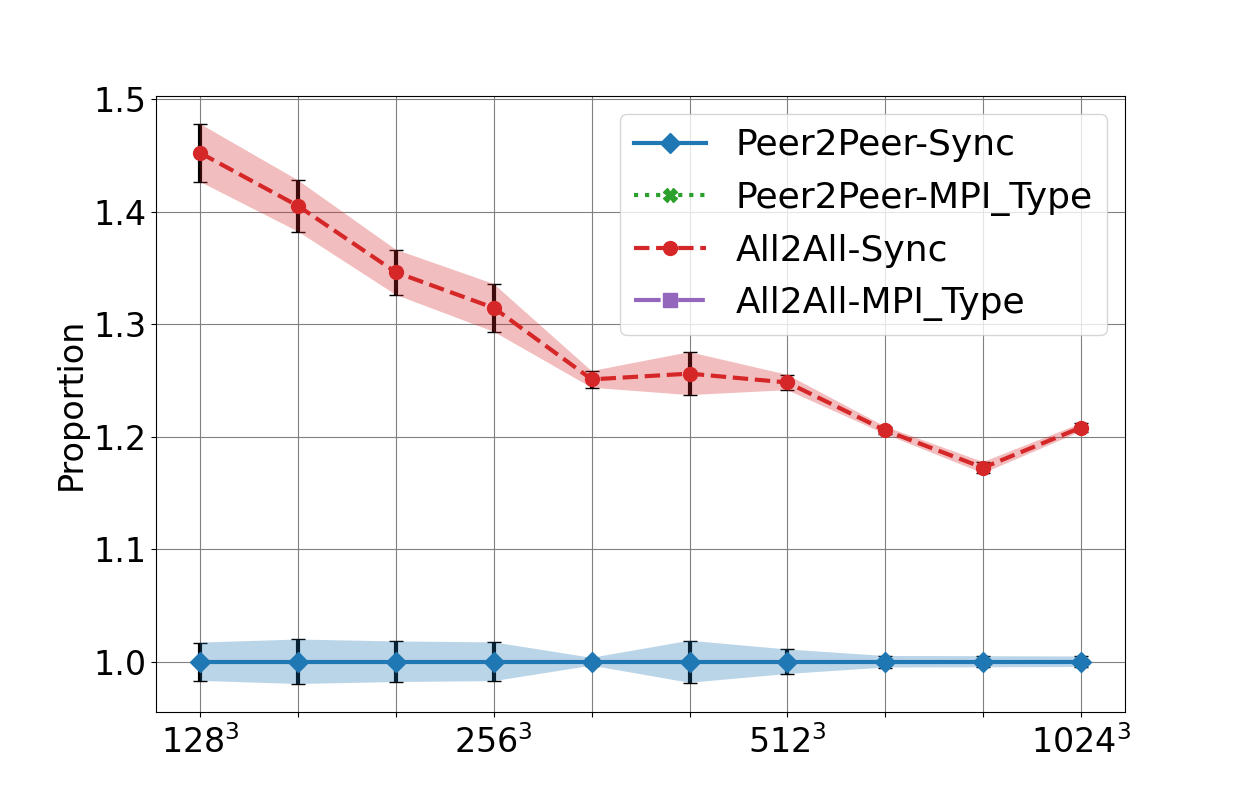 1.5
1.4
1.3
1.2
1.1
1.0
Proportion
Peer2Peer-Sync
Peer2Peer-MPI_Type
All2All-Sync
All2All-MPI_Type
128³ 256³ 512³ 1024³